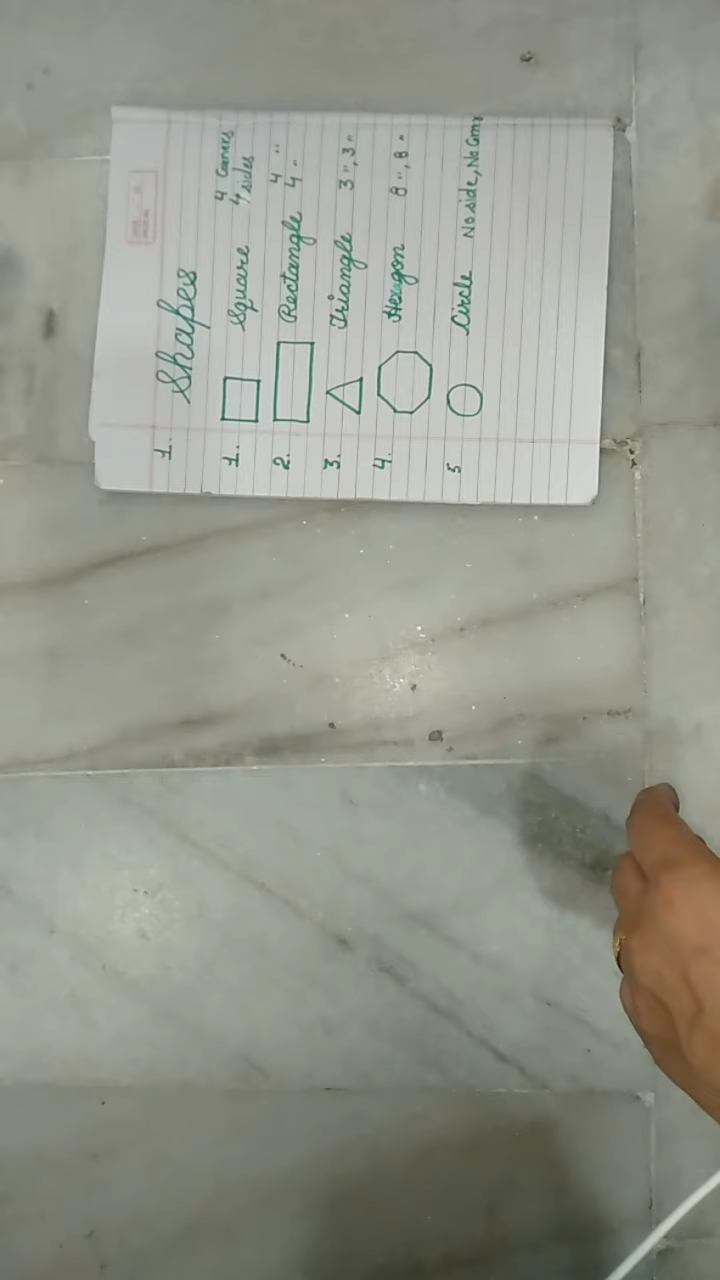 1. Shapes
1. Square 4 Corners
4 sides
2. Rectangle 4 "
4 "
3. Triangle 3 ", 3 "
4. Hexagon 8 ", 8 "
5 Circle No side, No Corner